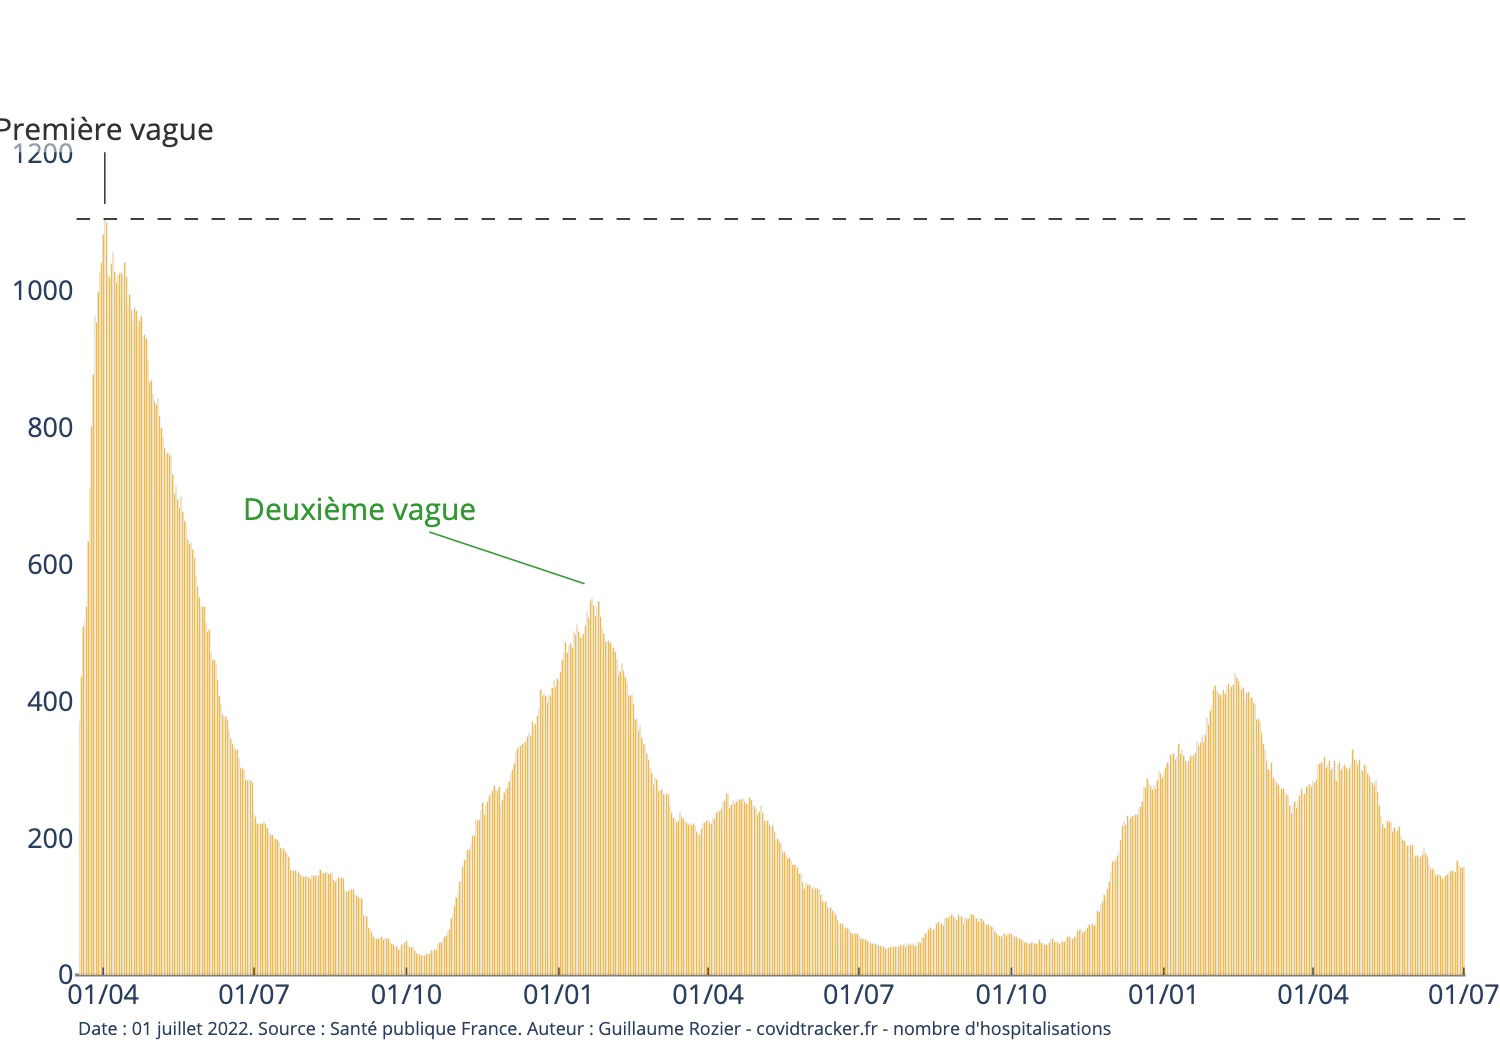 Première vague
1200
1000
800
Deuxième vague
600
400
200
0
01/04 01/07 01/10 01/01 01/04 01/07 01/10 01/01 01/04 01/07
Date : 01 juillet 2022. Source : Santé publique France. Auteur : Guillaume Rozier - covidtracker.fr - nombre d'hospitalisations